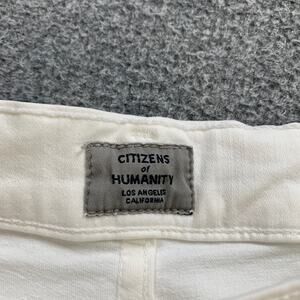 CITIZENS
of
HUMANITY
LOS ANGELES
CALIFORNIA